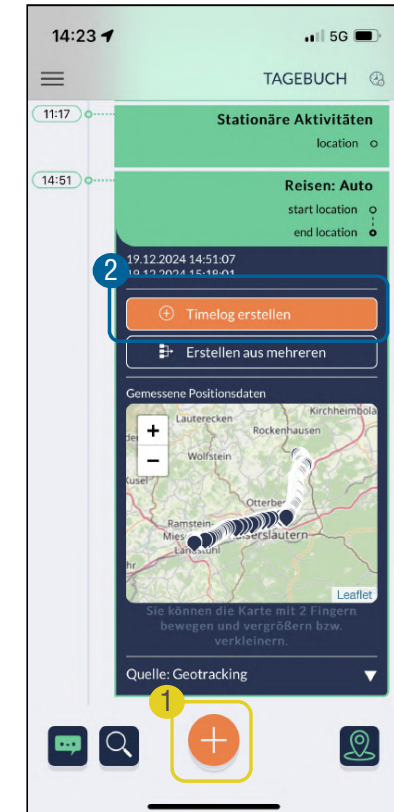 14:23
5G
TAGEBUCH
11:17
Stationäre Aktivitäten
location
14:51
Reisen: Auto
start location
end location
19.12.2024 14:51:07
2
19.12.2024 15:18:01
Timelog erstellen
Erstellen aus mehreren
Gemessene Positionsdaten
Kirchheimbola
Lauterecken
Rockenhausen
+
Wolfstein
−
Kusel
Otterbe
Ramstein-
Mies
aiserslautern
Landstuhl
Leaflet
Sie können die Karte mit 2 Fingern
bewegen und vergrößern bzw.
verkleinern.
Quelle: Geotracking
1